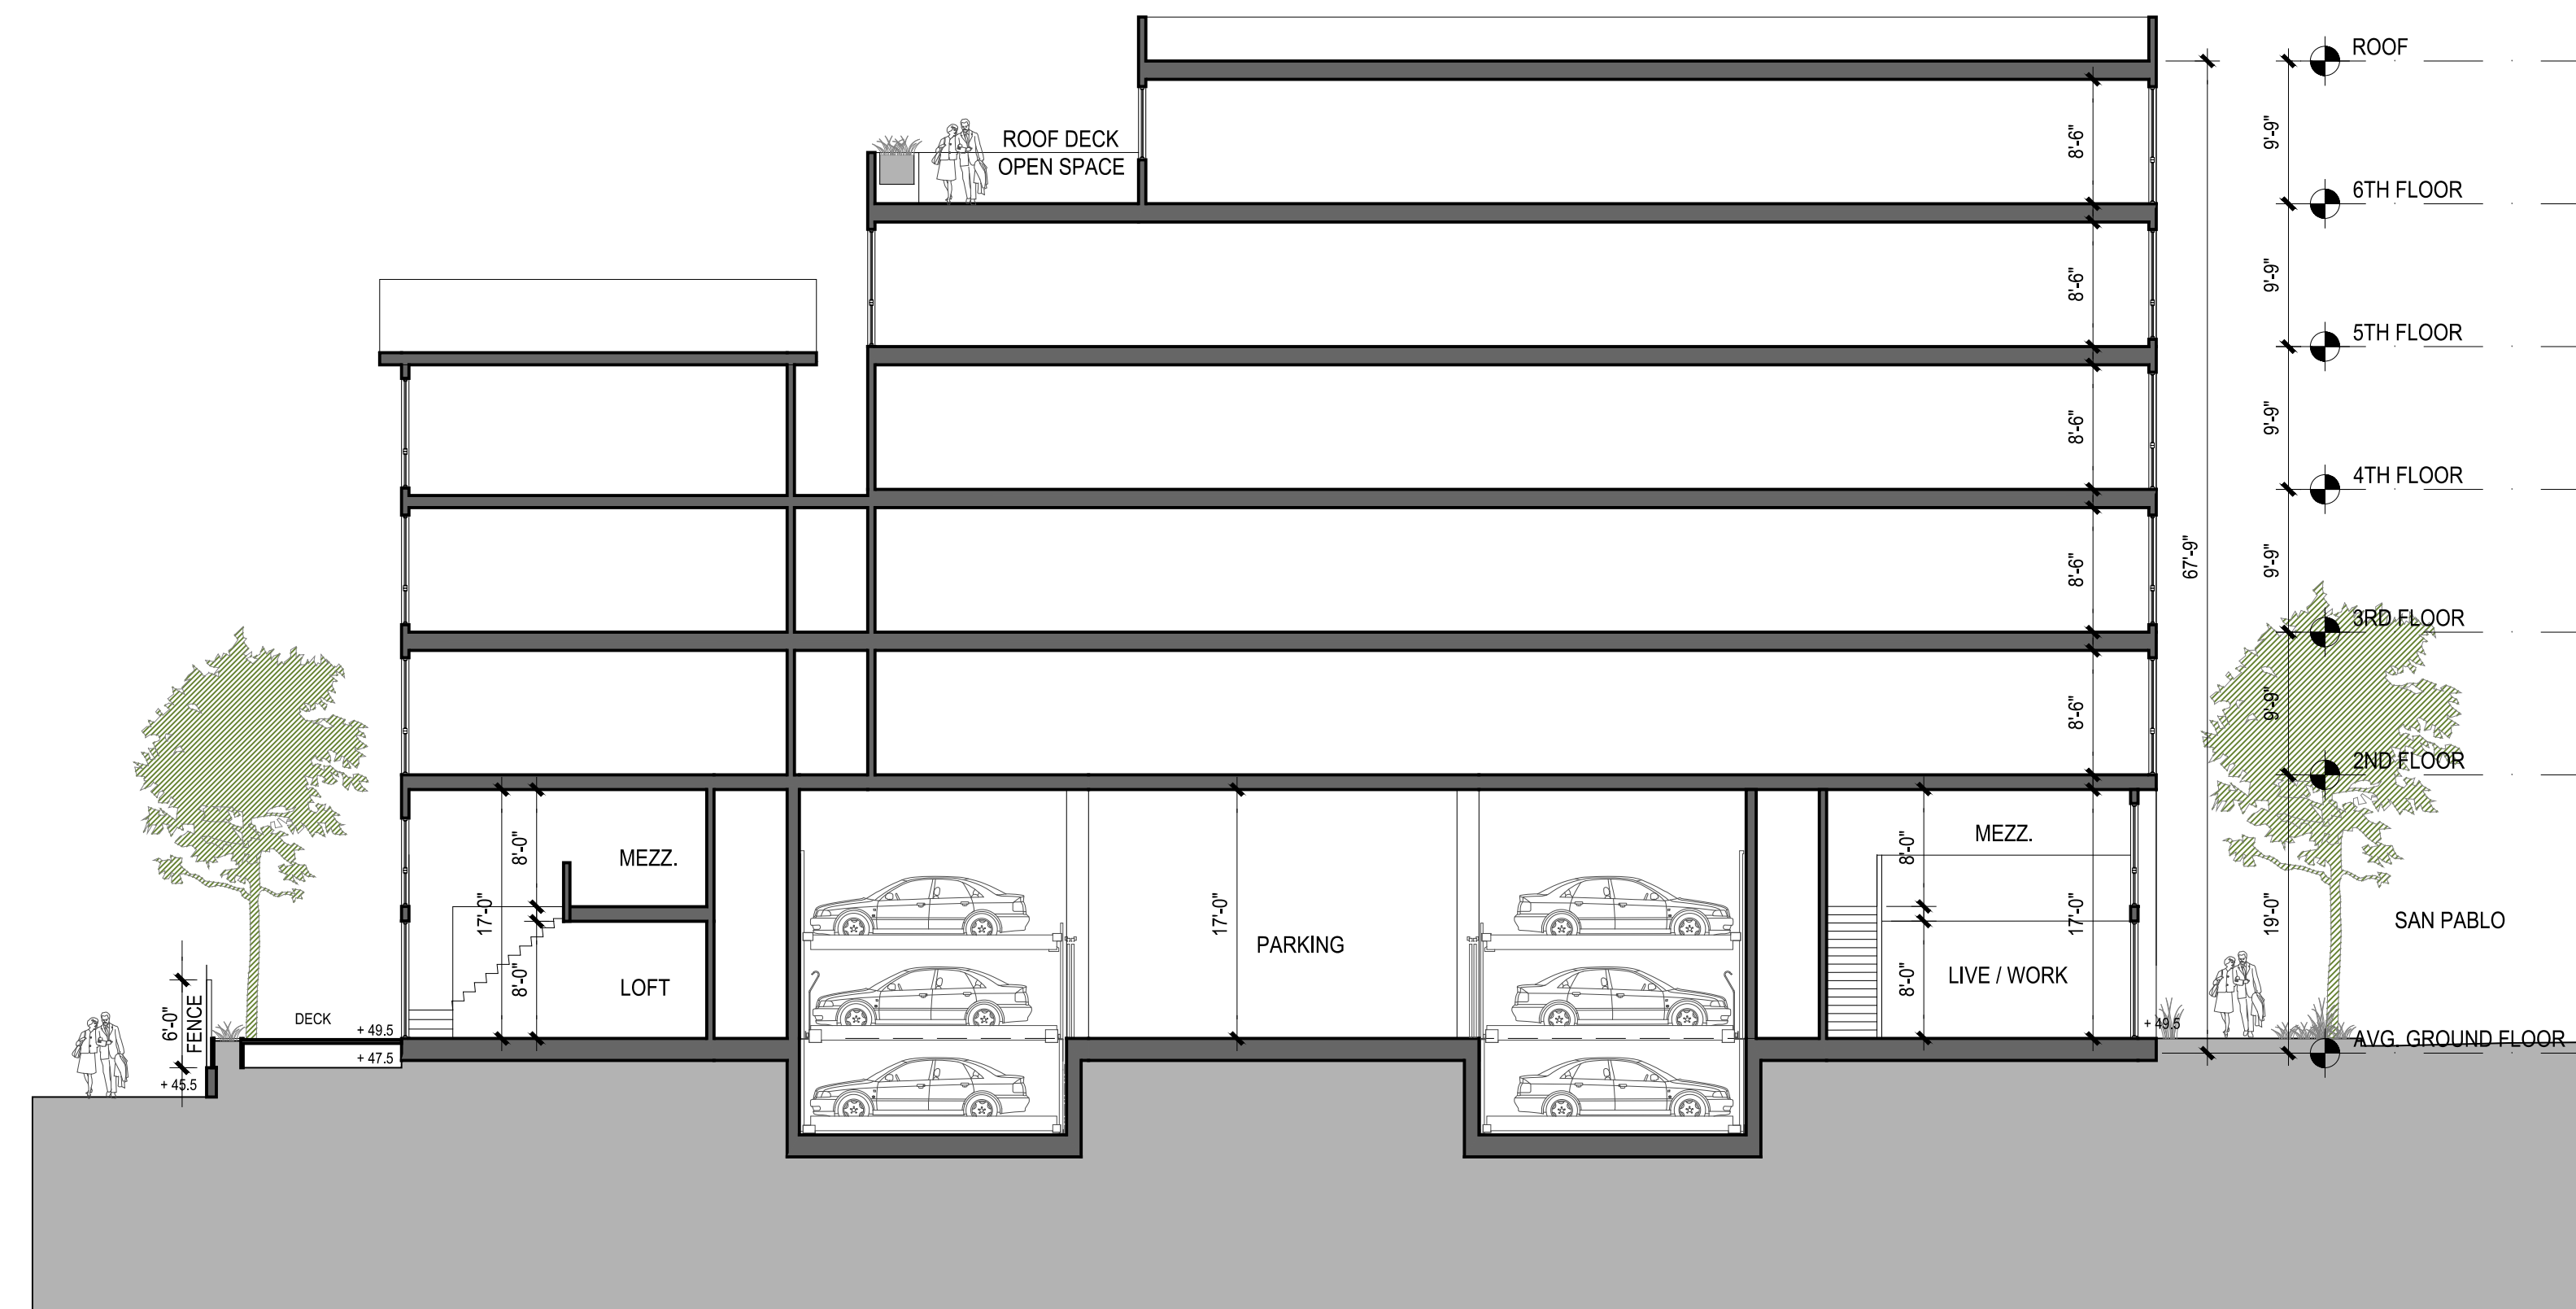 ROOF
9'-9"
8'-6"
ROOF DECK
OPEN SPACE
6TH FLOOR
9'-9"
8'-6"
5TH FLOOR
9'-9"
8'-6"
4TH FLOOR
67'-9"
9'-9"
8'-6"
3RD FLOOR
9'-9"
8'-6"
2ND FLOOR
8'-0"
MEZZ.
17'-0"
8'-0"
LOFT
17'-0"
PARKING
8'-0"
MEZZ.
17'-0"
8'-0"
LIVE / WORK
19'-0"
SAN PABLO
6'-0"
FENCE
DECK
+ 49.5
+ 47.5
+ 45.5
+ 49.5
AVG. GROUND FLOOR